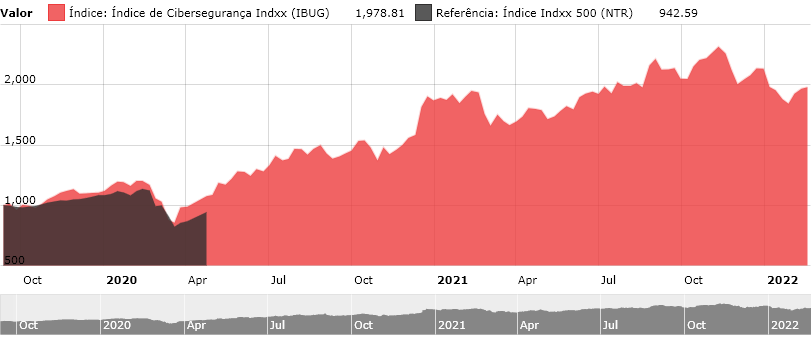 Valor Índice: Índice de Cibersegurança Indxx (IBUG) 1,978.81 Referência: Índice Indxx 500 (NTR) 942.59
2,000
1,500
1,000
500
Oct 2020 Apr Jul Oct 2021 Apr Jul Oct 2022
Oct 2020 Apr Jul Oct 2021 Apr Jul Oct 2022